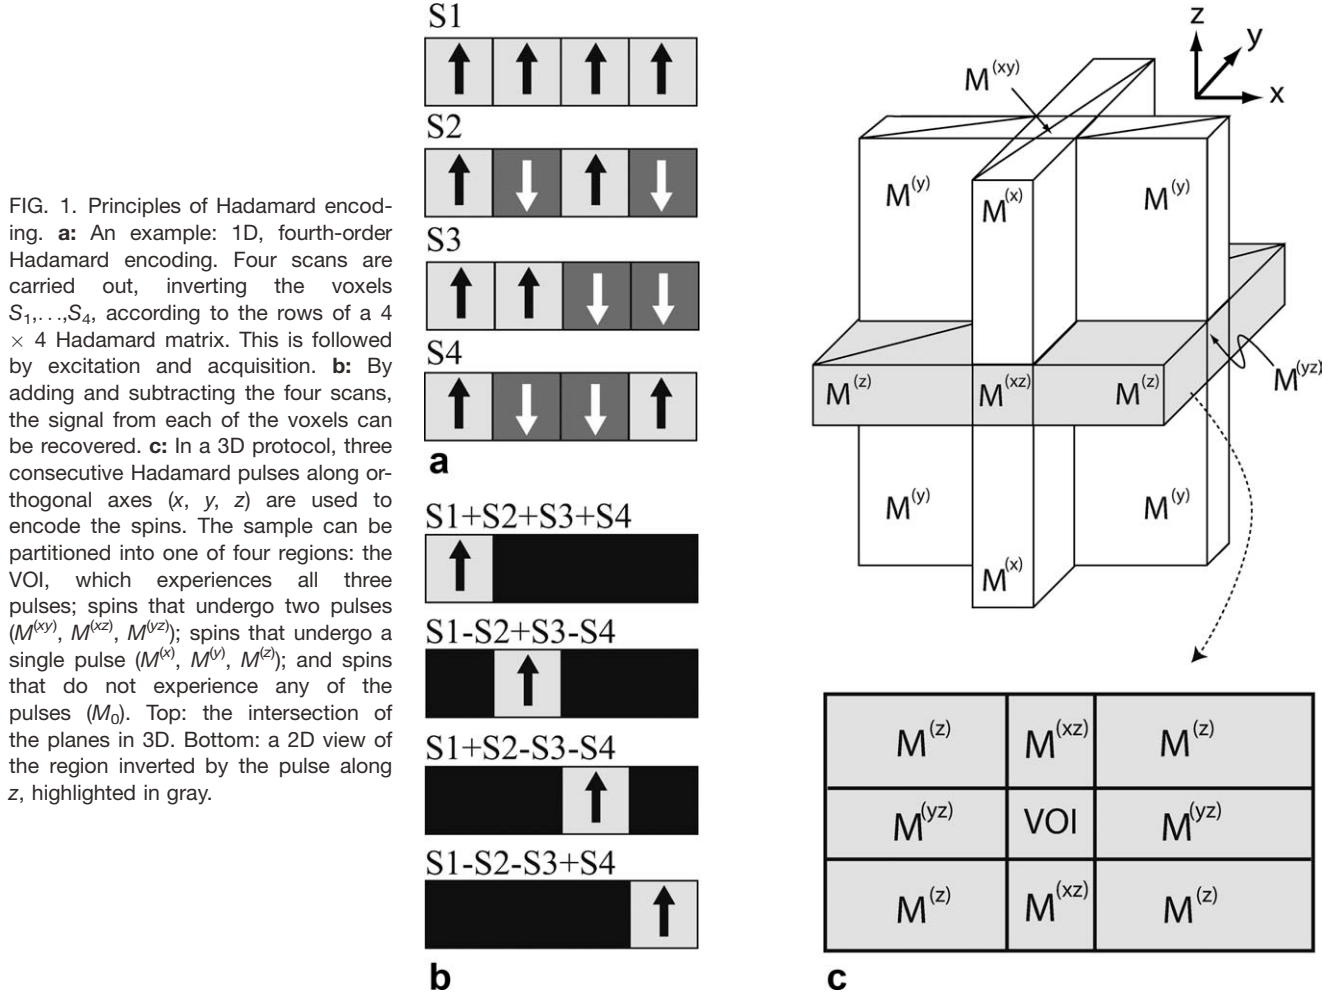 FIG. 1. Principles of Hadamard encod-
ing. a: An example: 1D, fourth-order
Hadamard encoding. Four scans are
carried out, inverting the voxels
S1,...,S4, according to the rows of a 4
× 4 Hadamard matrix. This is followed
by excitation and acquisition. b: By
adding and subtracting the four scans,
the signal from each of the voxels can
be recovered. c: In a 3D protocol, three
consecutive Hadamard pulses along or-
thogonal axes (x, y, z) are used to
encode the spins. The sample can be
partitioned into one of four regions: the
VOI, which experiences all three
pulses; spins that undergo two pulses
(M(xy), M(xz), M(yz)); spins that undergo a
single pulse (M(x), M(y), M(z)); and spins
that do not experience any of the
pulses (M0). Top: the intersection of
the planes in 3D. Bottom: a 2D view of
the region inverted by the pulse along
z, highlighted in gray.
S1
S2
S3
S4
a
S1+S2+S3+S4
S1-S2+S3-S4
S1+S2-S3-S4
S1-S2-S3+S4
b
z
y
x
M(xy)
M(y)
M(x)
M(y)
M(z)
M(xz)
M(z)
M(yz)
M(y)
M(y)
M(x)
M(z) M(xz) M(z)
M(yz) VOI M(yz)
M(z) M(xz) M(z)
c